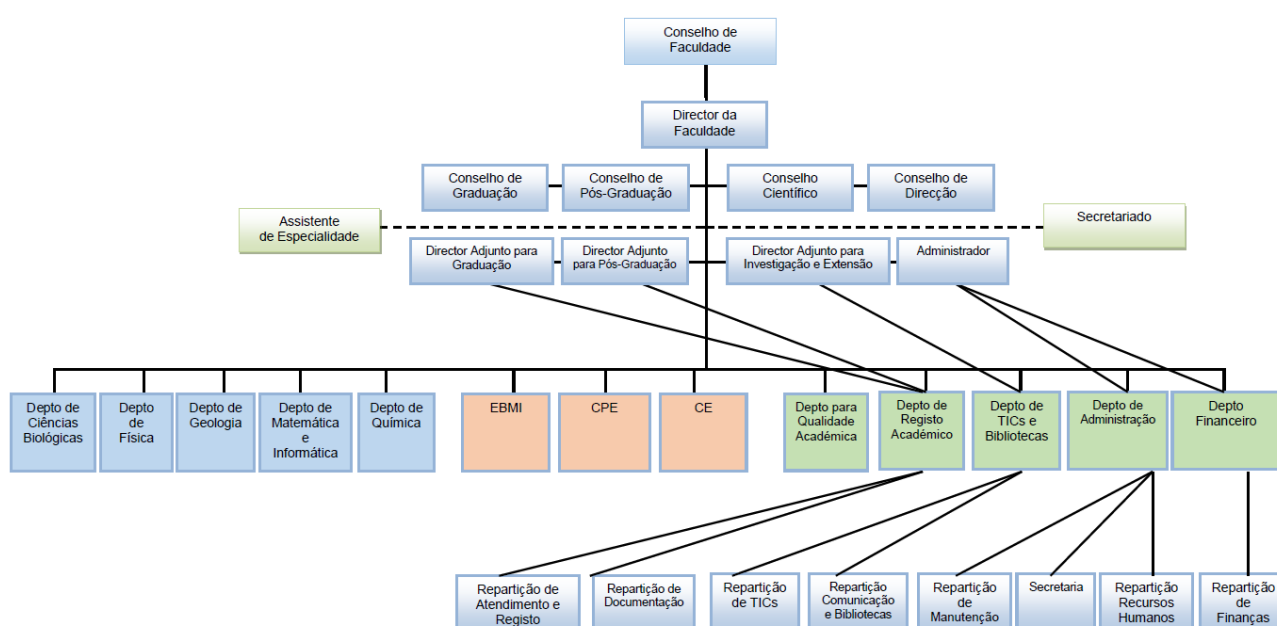 Conselho de
Faculdade
Director da
Faculdade
Conselho de
Graduação
Conselho de
Pós-Graduação
Conselho
Científico
Conselho de
Direcção
Assistente
de Especialidade
Secretariado
Director Adjunto para
Graduação
Director Adjunto
para Pós-Graduação
Director Adjunto para
Investigação e Extensão
Administrador
Depto de
Ciências
Biológicas
Depto
de
Física
Depto de
Geologia
Depto de
Matemática
e
Informática
Depto de
Química
EBMI
CPE
CE
Depto para
Qualidade
Académica
Depto de
Registo
Académico
Depto de
TICs e
Bibliotecas
Depto de
Administração
Depto
Financeiro
Repartição de
Atendimento e
Registo
Repartição de
Documentação
Repartição
de TICs
Repartição
Comunicação
e Bibliotecas
Repartição
de
Manutenção
Secretaria
Repartição
Recursos
Humanos
Repartição
de
Finanças